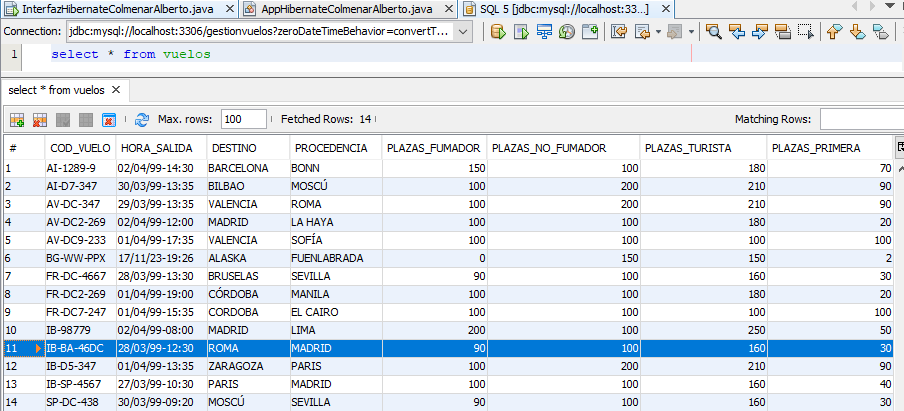 InterfazHibernateColmenarAlberto.java AppHibernateColmenarAlberto.java SQL 5 [jdbc:mysql://localhost:33...]
Connection: jdbc:mysql://localhost:3306/gestionvuelos?zeroDateTimeBehavior=convertT...
1 select * from vuelos
select * from vuelos
Max. rows: 100 Fetched Rows: 14 Matching Rows:
# COD_VUELO HORA_SALIDA DESTINO PROCEDENCIA PLAZAS_FUMADOR PLAZAS_NO_FUMADOR PLAZAS_TURISTA PLAZAS_PRIMERA
1 AI-1289-9 02/04/99-14:30 BARCELONA BONN 150 100 180 70
2 AI-D7-347 30/03/99-13:35 BILBAO MOSCÚ 100 200 210 90
3 AV-DC-347 29/03/99-13:35 VALENCIA ROMA 100 200 210 90
4 AV-DC2-269 02/04/99-12:00 MADRID LA HAYA 100 100 180 20
5 AV-DC9-233 01/04/99-17:35 VALENCIA SOFÍA 100 100 100 100
6 BG-WW-PPX 17/11/23-19:26 ALASKA FUENLABRADA 0 150 150 2
7 FR-DC-4667 28/03/99-13:30 BRUSELAS SEVILLA 90 100 160 30
8 FR-DC2-269 01/04/99-19:00 CÓRDOBA MANILA 100 100 180 20
9 FR-DC7-247 01/04/99-15:35 CORDOBA EL CAIRO 100 100 100 100
10 IB-98779 02/04/99-08:00 MADRID LIMA 200 100 250 50
11 IB-BA-46DC 28/03/99-12:30 ROMA MADRID 90 100 160 30
12 IB-D5-347 01/04/99-13:35 ZARAGOZA PARIS 100 200 210 90
13 IB-SP-4567 27/03/99-10:30 PARIS MADRID 100 100 160 40
14 SP-DC-438 30/03/99-09:20 MOSCÚ SEVILLA 90 100 160 30